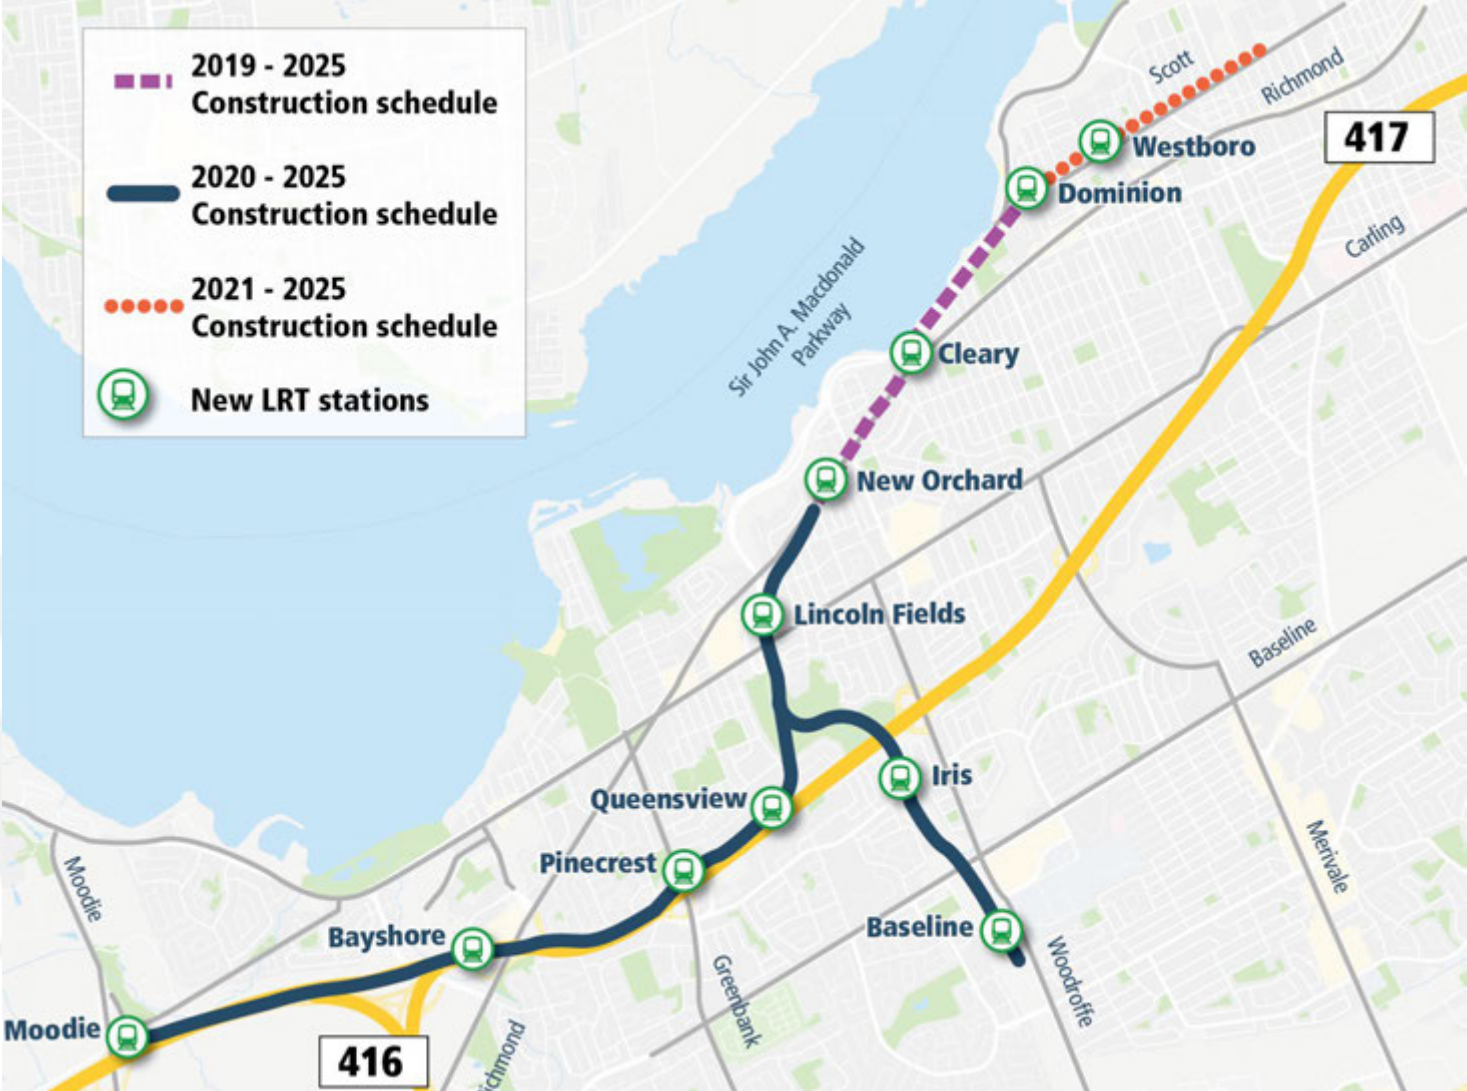 2019 - 2025
Construction schedule
2020 - 2025
Construction schedule
2021 - 2025
Construction schedule
New LRT stations
Scott
Richmond
417
Westboro
Dominion
Carling
Sir John A. Macdonald
Parkway
Cleary
New Orchard
Lincoln Fields
Baseline
Iris
Queensview
Merivale
Pinecrest
Moodie
Baseline
Bayshore
Woodroffe
Greenbank
Moodie
416